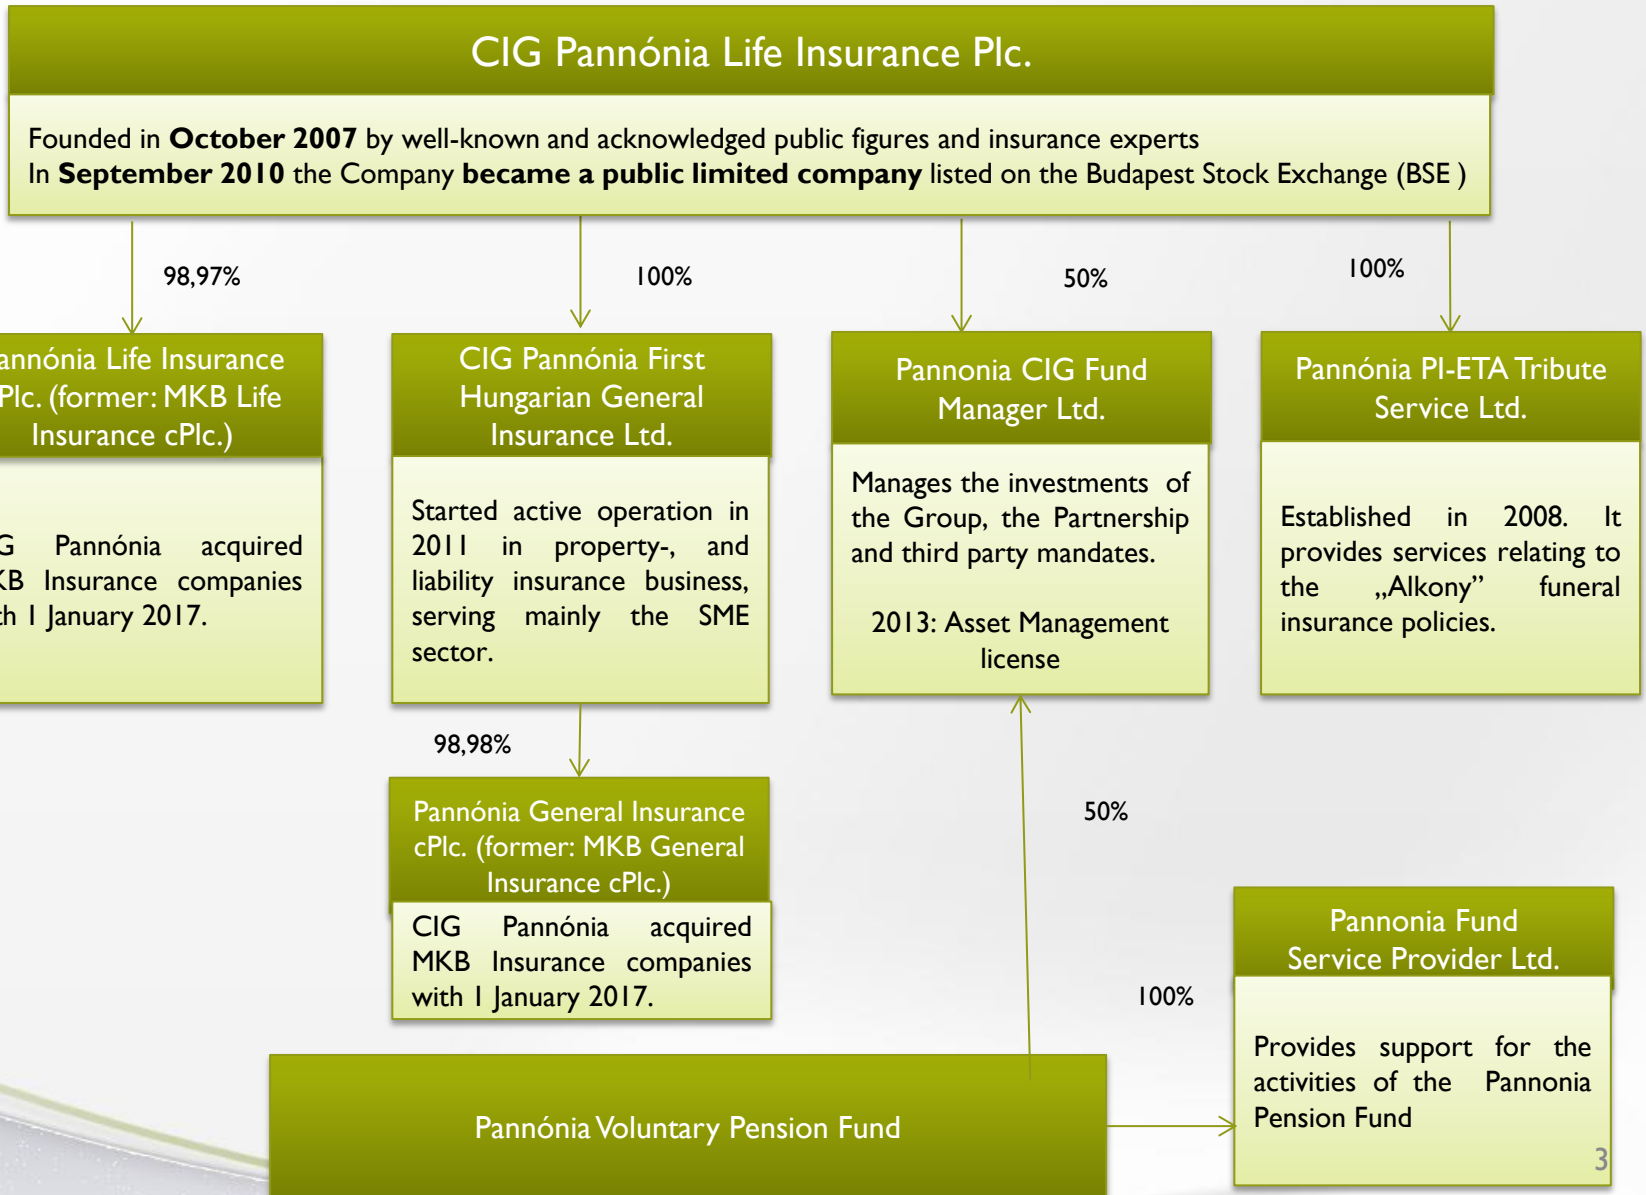 CIG Pannónia Life Insurance Plc.
Founded in October 2007 by well-known and acknowledged public figures and insurance experts
In September 2010 the Company became a public limited company listed on the Budapest Stock Exchange (BSE )
98,97%
100%
50%
100%
Life Insurance
(former: MKB Life
Insurance cPlc.)
Pannónia acquired
Insurance companies
1 January 2017.
CIG Pannónia First
Hungarian General
Insurance Ltd.
Started active operation in
2011 in property-, and
liability insurance business,
serving mainly the SME
sector.
Pannonia CIG Fund
Manager Ltd.
Manages the investments of
the Group, the Partnership
and third party mandates.
2013: Asset Management
license
Pannónia PI-ETA Tribute
Service Ltd.
Established in 2008. It
provides services relating to
the „Alkony” funeral
insurance policies.
98,98%
Pannónia General Insurance
cPlc. (former: MKB General
Insurance cPlc.)
CIG Pannónia acquired
MKB Insurance companies
with 1 January 2017.
50%
100%
Pannonia Fund
Service Provider Ltd.
Provides support for the
activities of the Pannonia
Pension Fund
Pannónia Voluntary Pension Fund
3